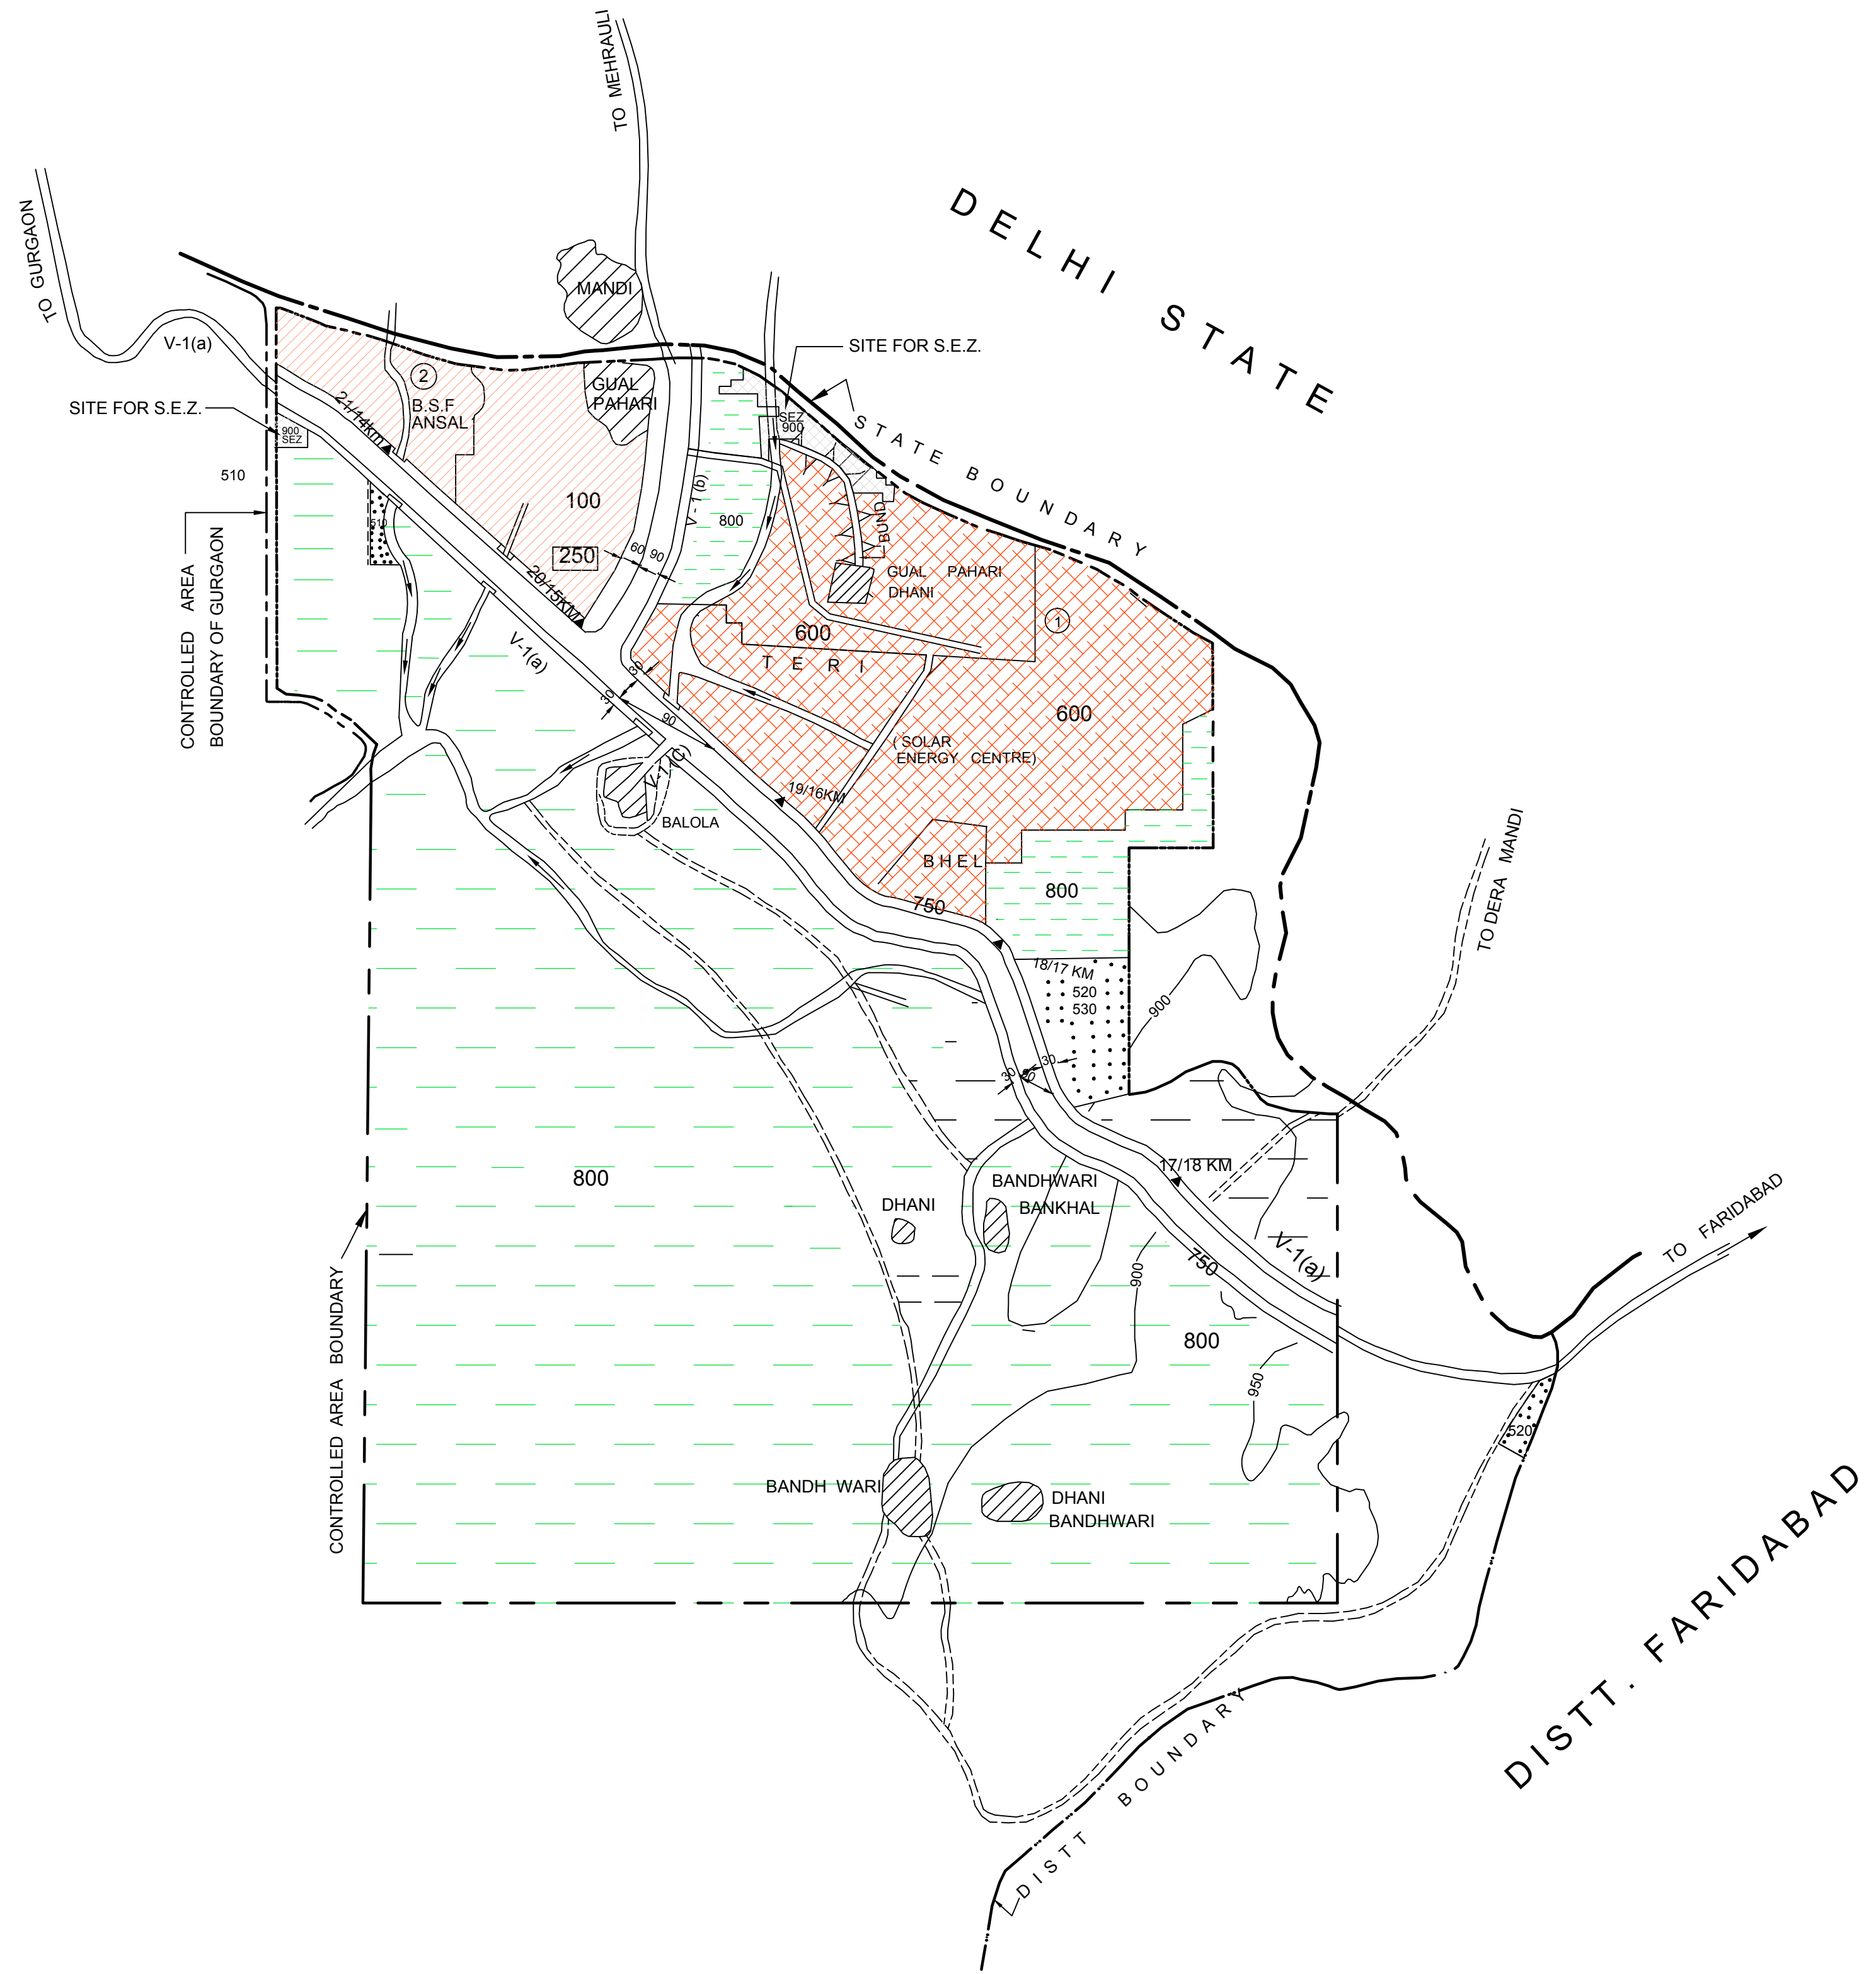 TO MEHRAULI
TO GURGAON
DELHI STATE
MANDI
V-1(a)
SITE FOR S.E.Z.
2
GUAL
PAHARI
SITE FOR S.E.Z.
B.S.F
ANSAL
21/14km
SEZ
900
STATE BOUNDARY
900
SEZ
510
510
100
V-1(b)
800
BUND
CONTROLLED AREA
BOUNDARY OF GURGAON
250
60
90
20/15KM
GUAL PAHARI
DHANI
1
600
V-1(a)
TERI
30
30
90
600
(SOLAR
ENERGY CENTRE)
V-1(C)
19/16KM
BALOLA
BHEL
TO DERA MANDI
800
750
18/17 KM
520
530
900
30
30
90
800
17/18 KM
BANDHWARI
BANKHAL
DHANI
TO FARIDABAD
V-1(a)
750
900
CONTROLLED AREA BOUNDARY
800
950
520
BANDH WARI
DHANI
BANDHWARI
DISTT. FARIDABAD
DISTT BOUNDARY